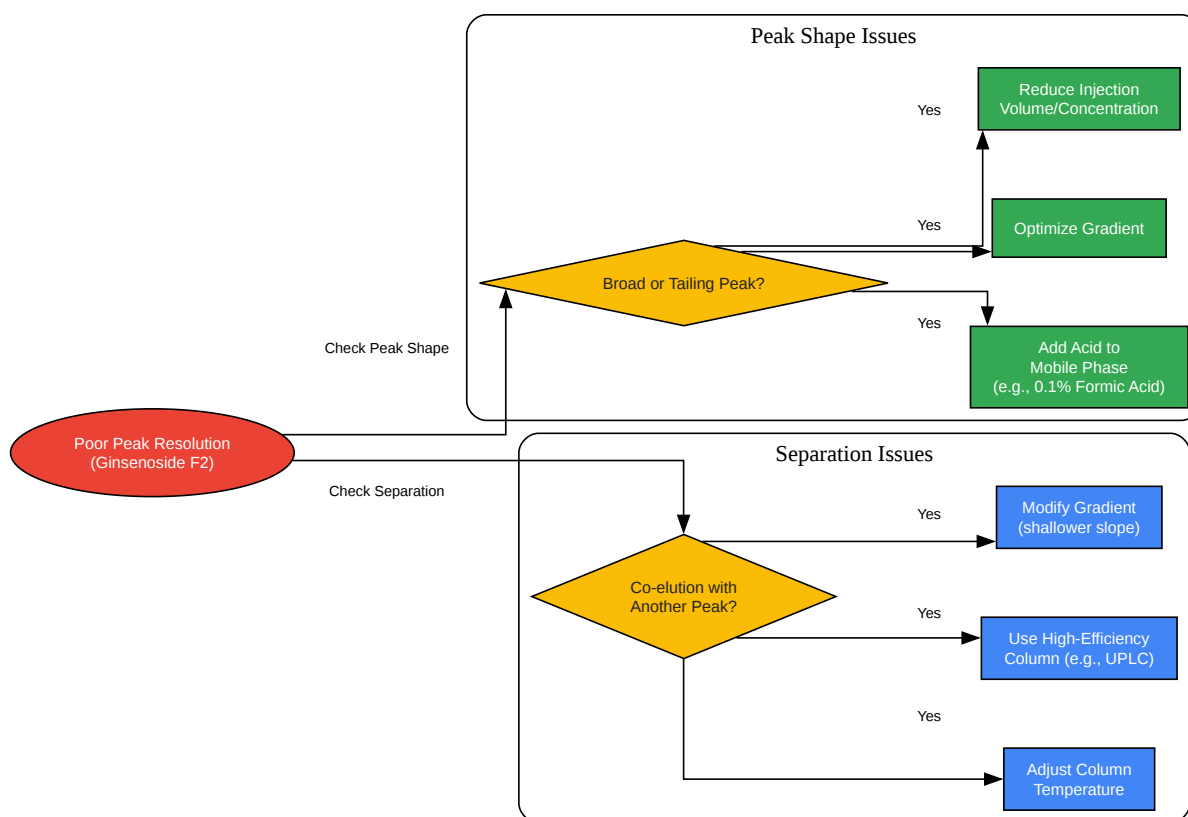 Peak Shape Issues
Yes
Reduce Injection
Volume/Concentration
Yes
Optimize Gradient
Broad or Tailing Peak?
Yes
Add Acid to
Mobile Phase
(e.g., 0.1% Formic Acid)
Check Peak Shape
Poor Peak Resolution
(Ginsenoside F2)
Check Separation
Separation Issues
Yes
Modify Gradient
(shallower slope)
Co-elution with
Another Peak?
Yes
Use High-Efficiency
Column (e.g., UPLC)
Yes
Adjust Column
Temperature